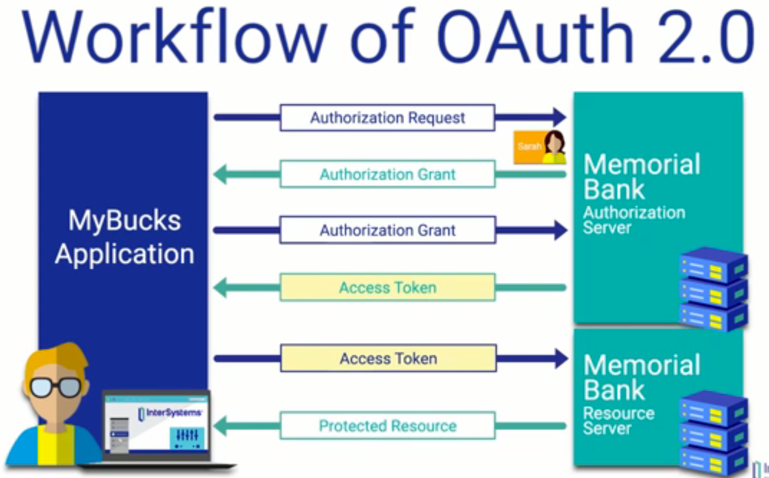 Workflow of OAuth 2.0
MyBucks
Application
Authorization Request
Sarah
Authorization Grant
Authorization Grant
Access Token
Access Token
Protected Resource
Memorial
Bank
Authorization
Server
Memorial
Bank
Resource
Server
InterSystems